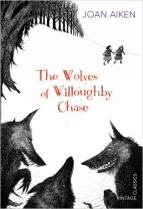 JOAN AIKEN
The Wolves
of Willoughby
Chase
VINTAGE
CLASSICS